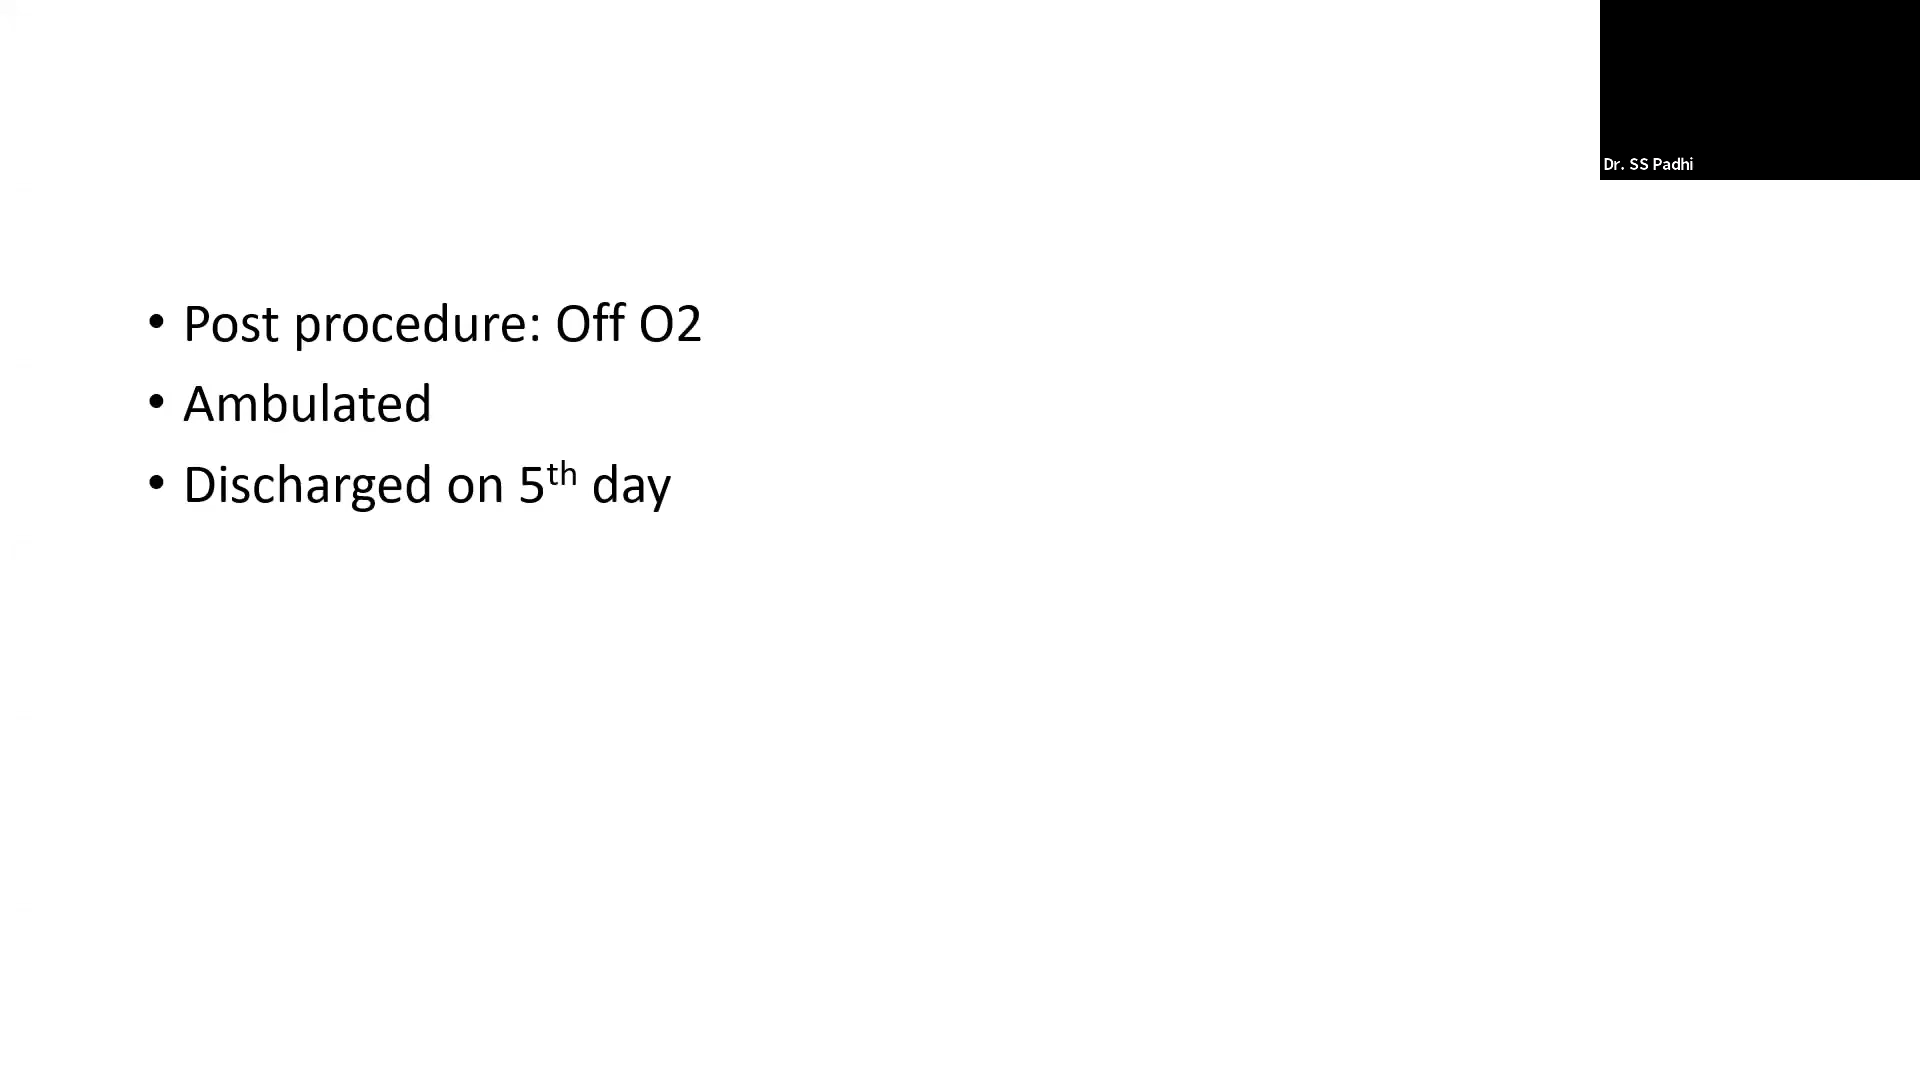 Dr. SS Padhi
• Post procedure: Off O2
• Ambulated
• Discharged on 5th day